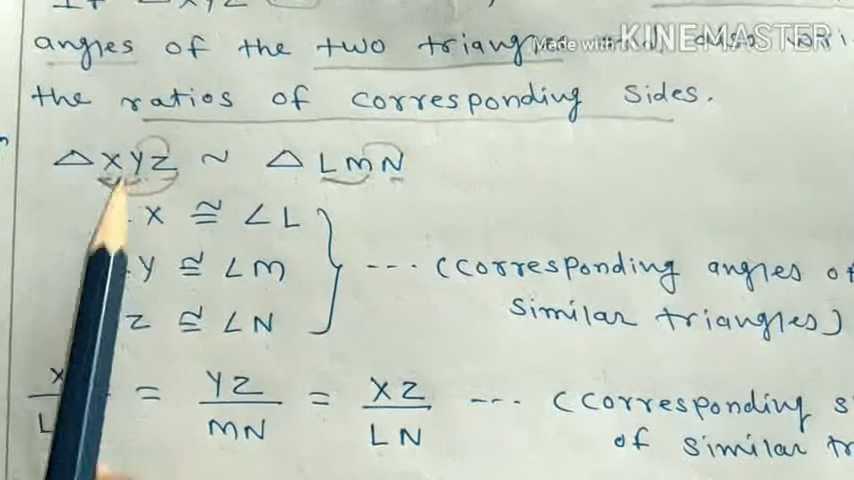 angles of the two triangles
the ratios of corresponding sides.
△XYZ ~ △LMN
X ≅ ∠L
Y ≅ ∠M
Z ≅ ∠N
--- (corresponding angles of
similar triangles)
= YZ/MN = XZ/LN --- (corresponding
of similar
Made with KINEMASTER